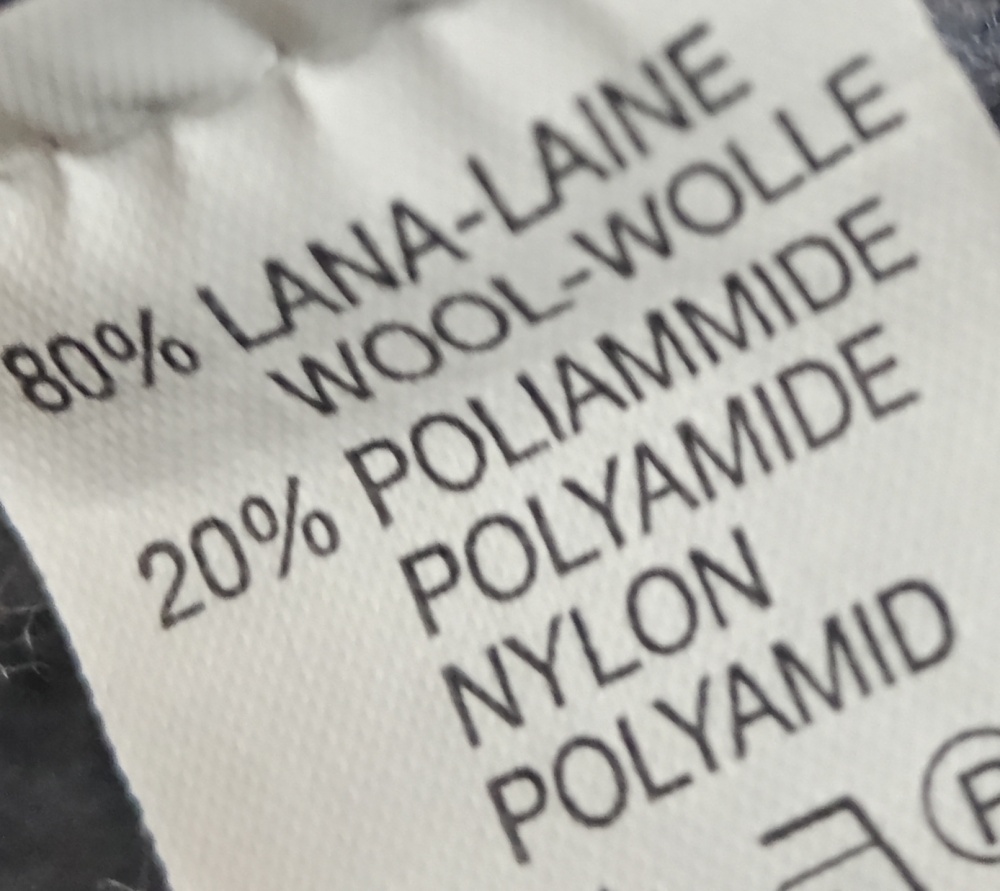 80% LANA-LAINE
WOOL-WOLLE
20% POLIAMMIDE
POLYAMIDE
NYLON
POLYAMID
P